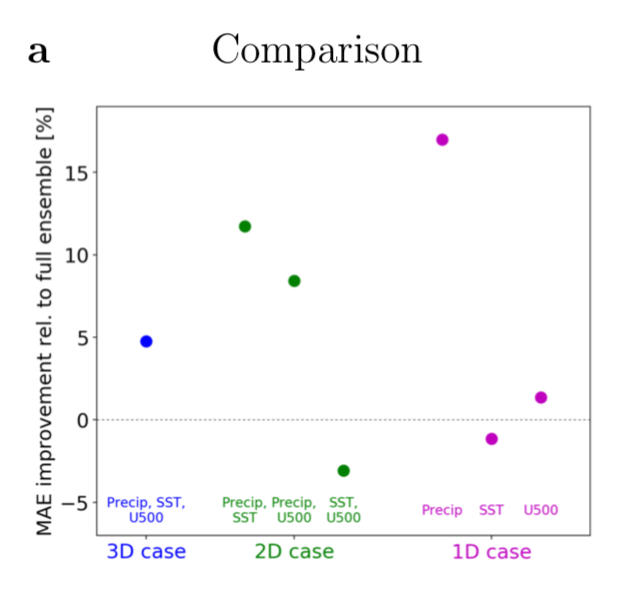 a Comparison
MAE improvement rel. to full ensemble [%]
15
10
5
0
−5
Precip, SST,
U500
Precip,
SST
Precip,
U500
SST,
U500
Precip
SST
U500
3D case
2D case
1D case